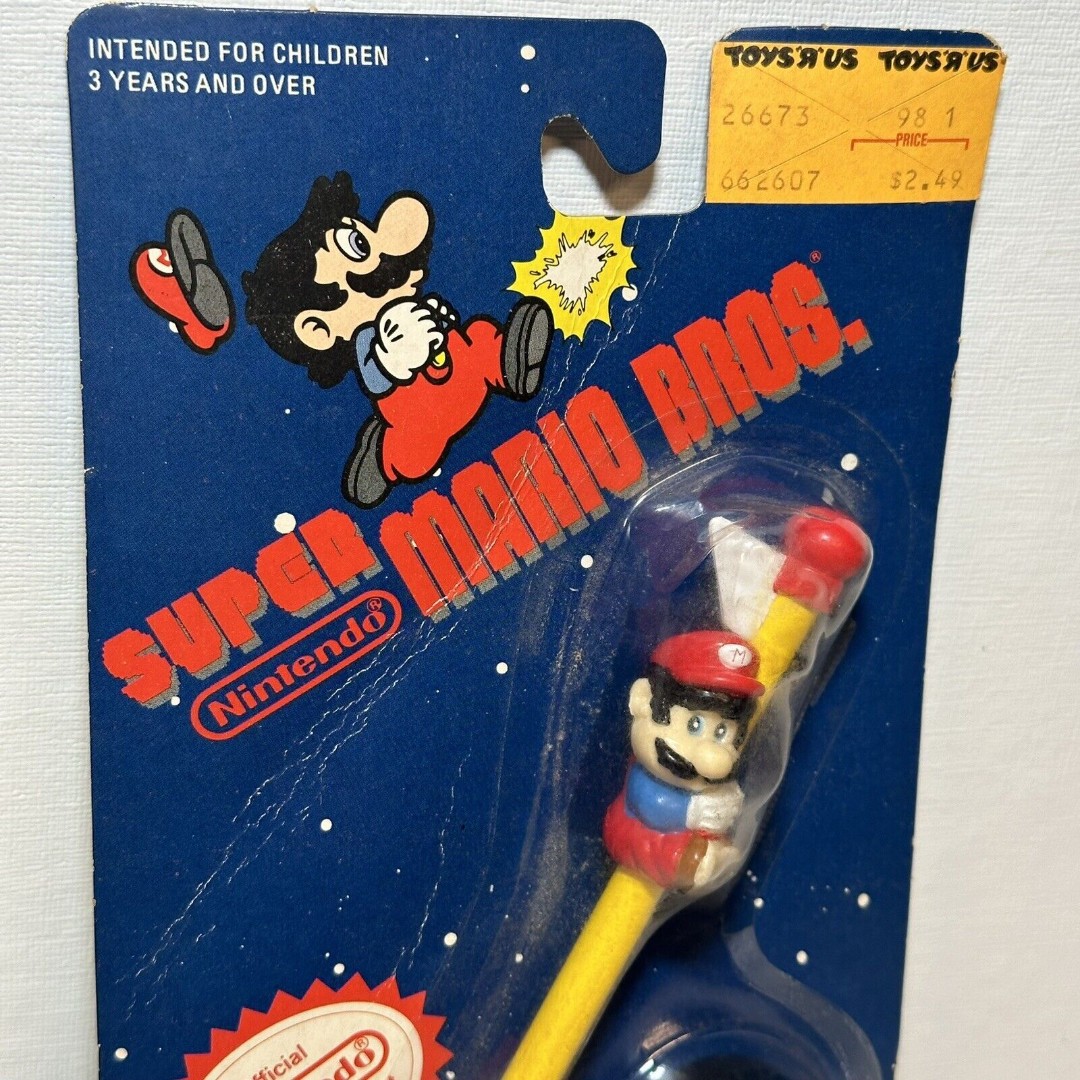 INTENDED FOR CHILDREN
3 YEARS AND OVER
TOYS "R" US TOYS "R" US
26673 98 1
PRICE
662607 $2.49
SUPER MARIO BROS.®
Nintendo®
M